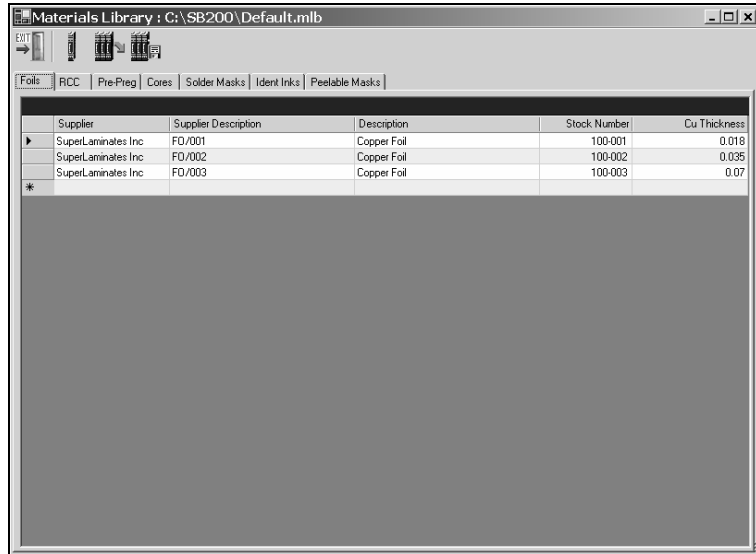 Materials Library : C:\SB200\Default.mlb
EXIT
Foils RCC Pre-Preg Cores Solder Masks Ident Inks Peelable Masks
Supplier Supplier Description Description Stock Number Cu Thickness
SuperLaminates Inc FO/001 Copper Foil 100-001 0.018
SuperLaminates Inc FO/002 Copper Foil 100-002 0.035
SuperLaminates Inc FO/003 Copper Foil 100-003 0.07